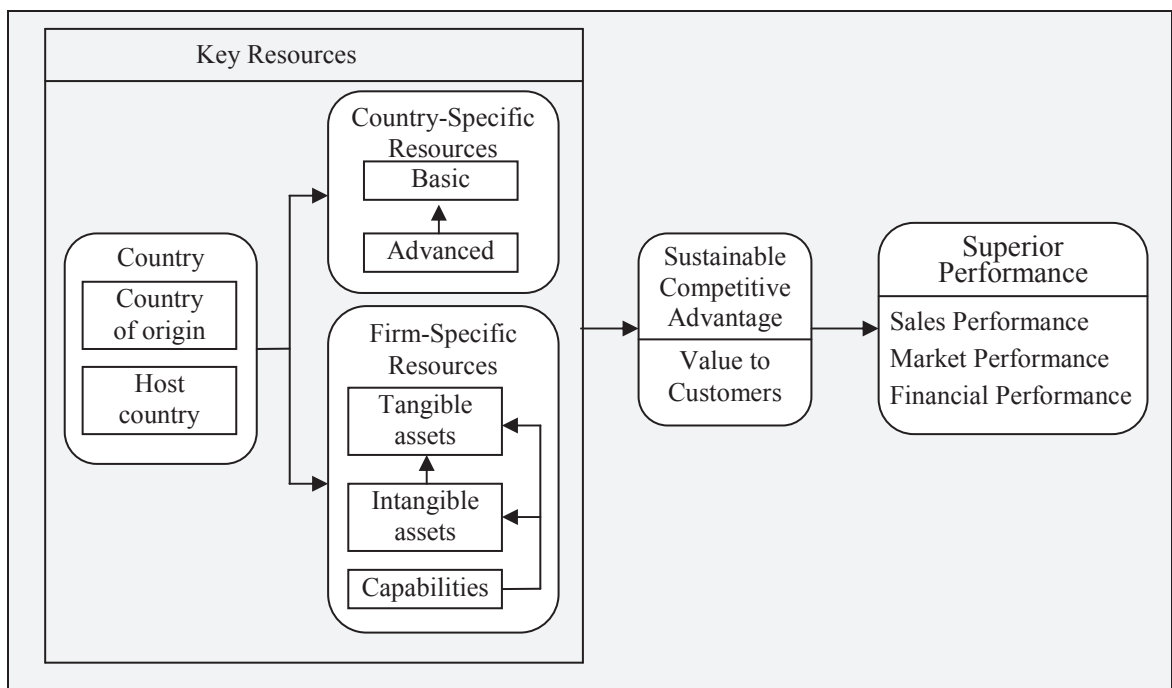 Key Resources
Country
Country
of origin
Host
country
Country-Specific
Resources
Basic
Advanced
Firm-Specific
Resources
Tangible
assets
Intangible
assets
Capabilities
Sustainable
Competitive
Advantage
Value to
Customers
Superior
Performance
Sales Performance
Market Performance
Financial Performance